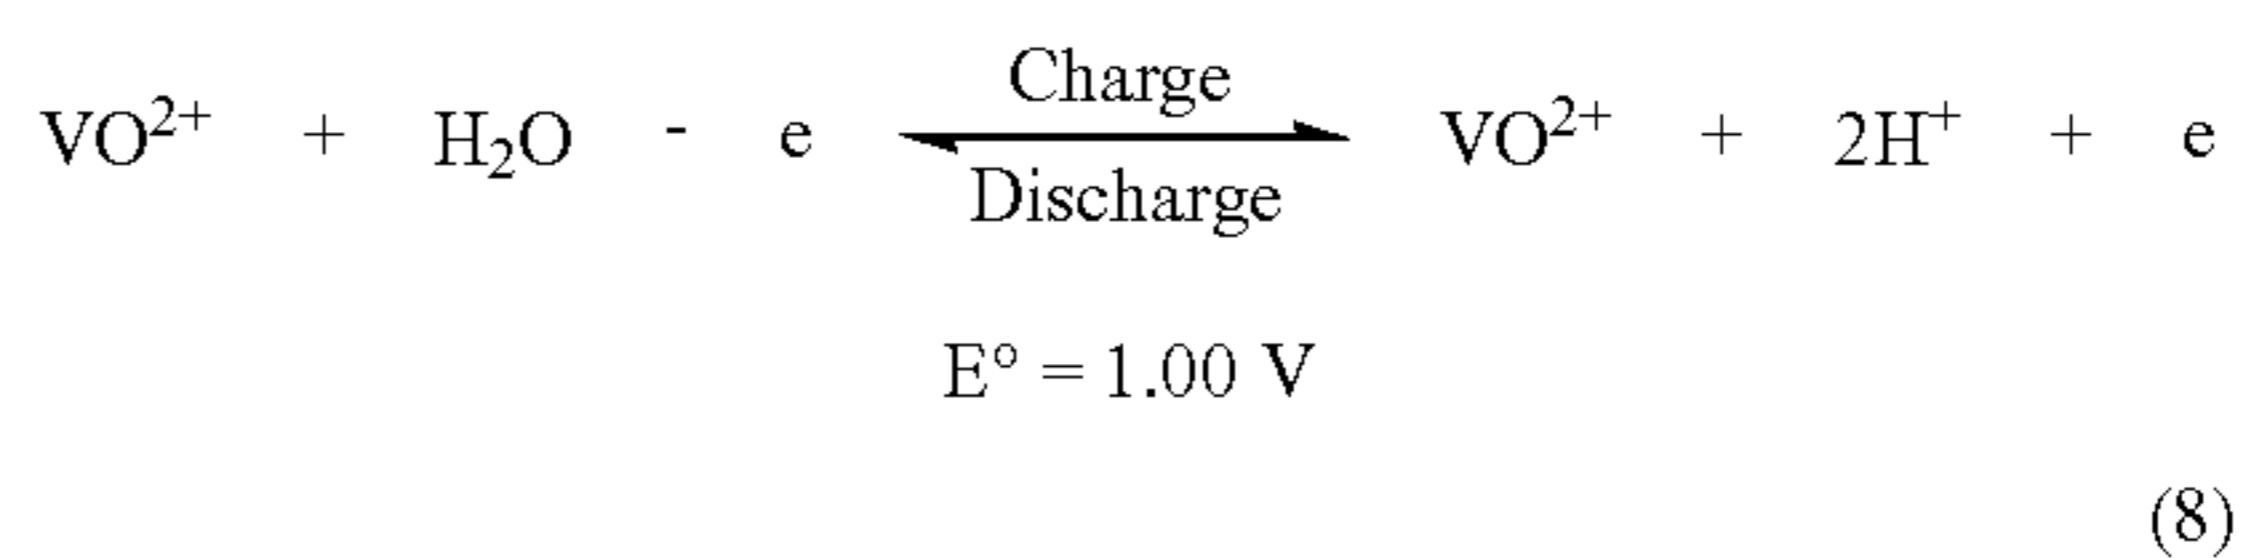 Charge
VO²⁺ + H₂O - e ⇌ VO²⁺ + 2H⁺ + e
Discharge
E° = 1.00 V
(8)